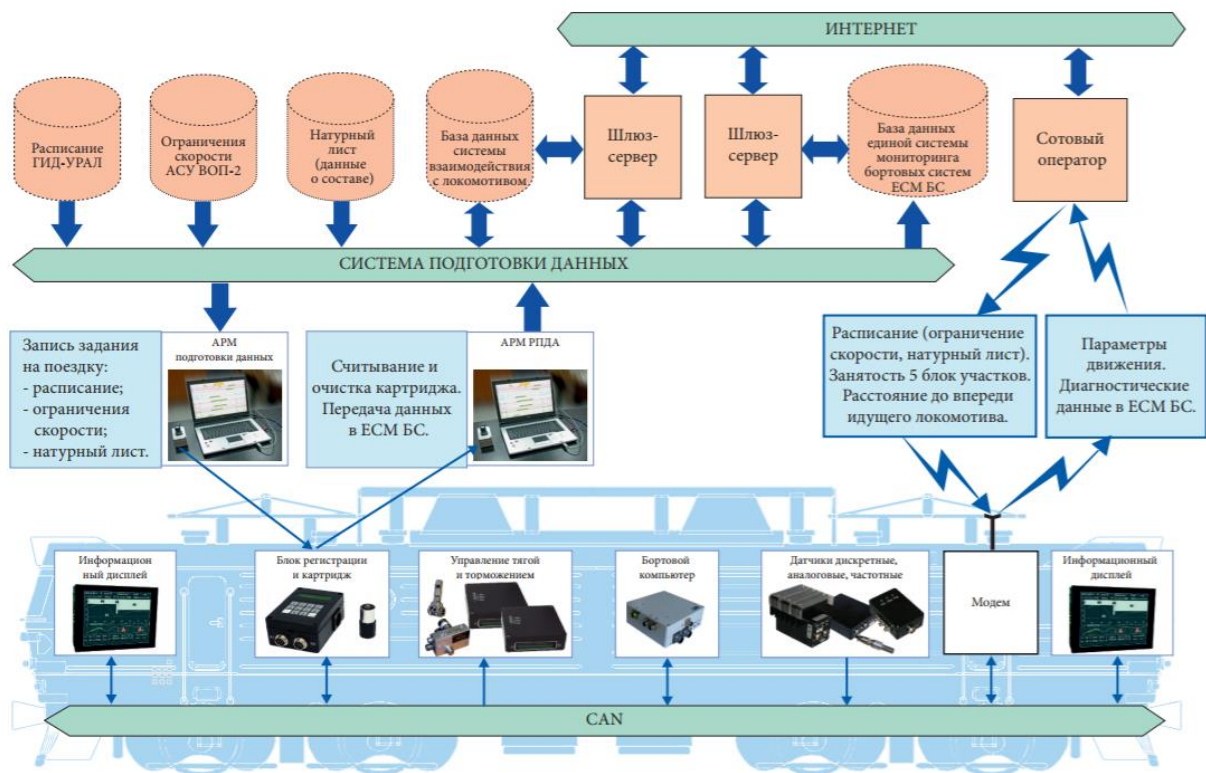 ИНТЕРНЕТ
Расписание
ГИД-УРАЛ
Ограничения
скорости
АСУ ВОП-2
Натурный
лист
(данные
о составе)
База данных
системы
взаимодействия
с локомотивом
Шлюз-
сервер
Шлюз-
сервер
База данных
единой системы
мониторинга
бортовых систем
ЕСМ БС
Сотовый
оператор
СИСТЕМА ПОДГОТОВКИ ДАННЫХ
Запись задания
на поездку:
- расписание;
- ограничения
скорости;
- натурный лист.
АРМ
подготовки данных
Считывание и
очистка картриджа.
Передача данных
в ЕСМ БС.
АРМ РПДА
Расписание (ограничение
скорости, натурный лист).
Занятость 5 блок участков.
Расстояние до впереди
идущего локомотива.
Параметры
движения.
Диагностические
данные в ЕСМ БС.
Информацион
ный дисплей
Блок регистрации
и картридж
Управление тягой
и торможением
Бортовой
компьютер
Датчики дискретные,
аналоговые, частотные
Модем
Информационный
дисплей
CAN